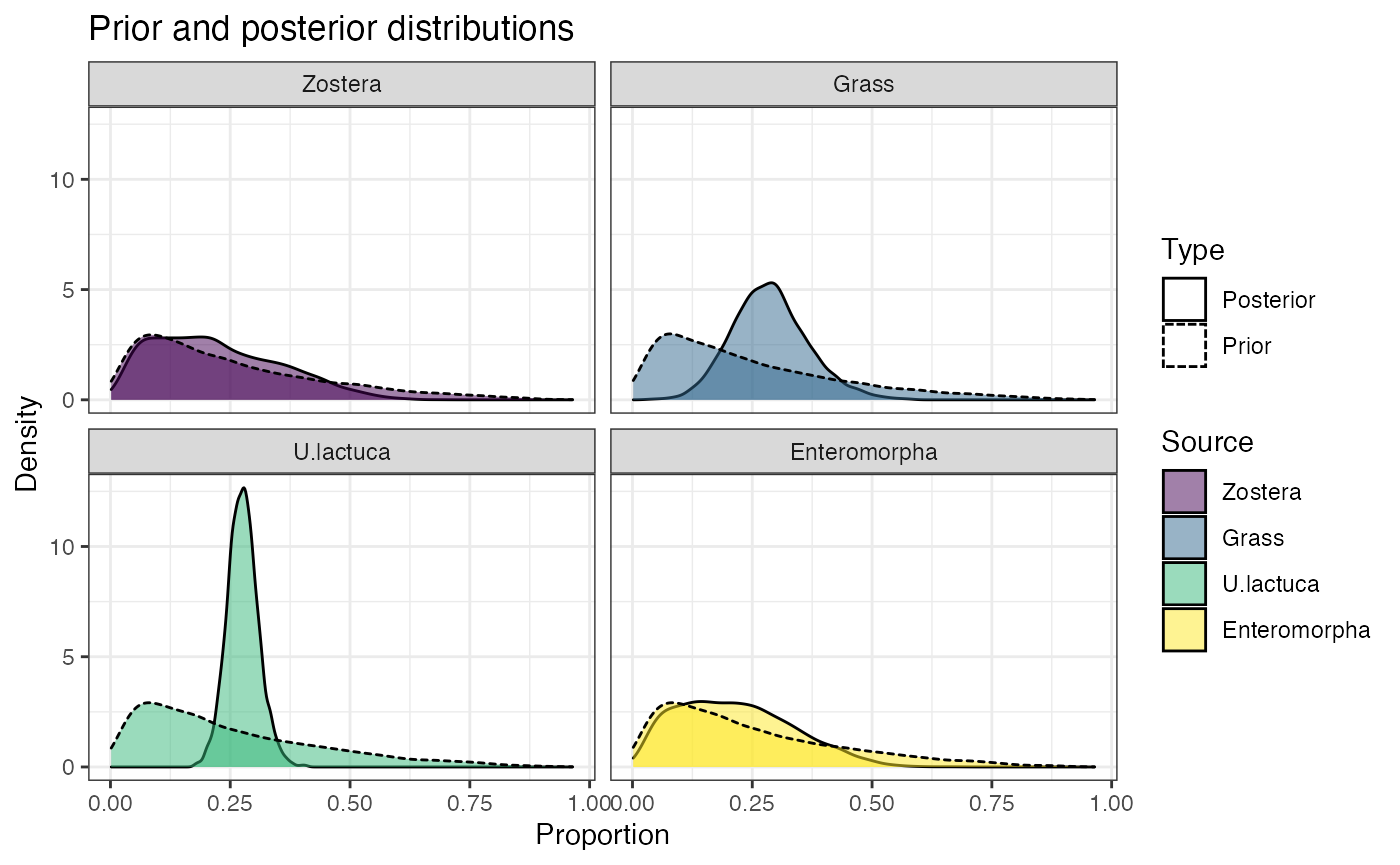 Prior and posterior distributions
Zostera
Grass
10
5
0
U.lactuca
Enteromorpha
10
5
0
0.00 0.25 0.50 0.75 1.00
0.00 0.25 0.50 0.75 1.00
Proportion
Density
Type
Posterior
Prior
Source
Zostera
Grass
U.lactuca
Enteromorpha